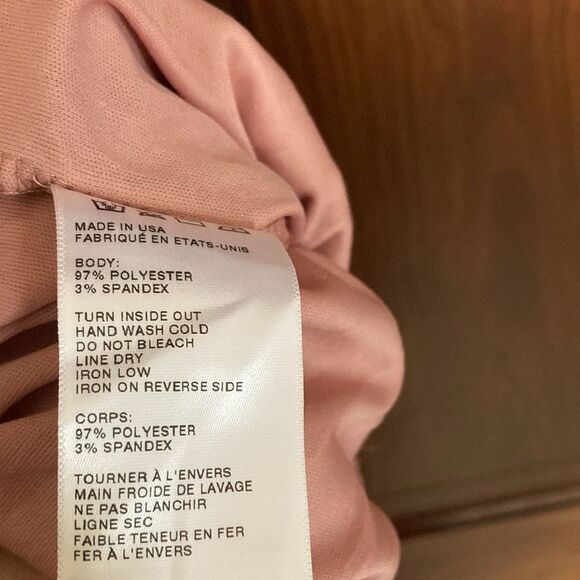 MADE IN USA
FABRIQUÉ EN ETATS-UNIS
BODY:
97% POLYESTER
3% SPANDEX
TURN INSIDE OUT
HAND WASH COLD
DO NOT BLEACH
LINE DRY
IRON LOW
IRON ON REVERSE SIDE
CORPS:
97% POLYESTER
3% SPANDEX
TOURNER À L'ENVERS
MAIN FROIDE DE LAVAGE
NE PAS BLANCHIR
LIGNE SEC
FAIBLE TENEUR EN FER
FER À L'ENVERS